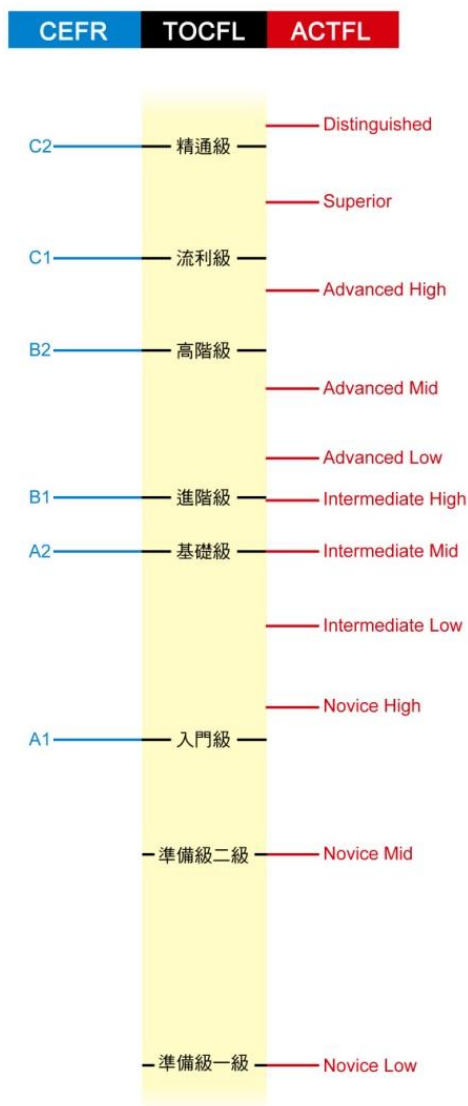 CEFR TOCFL ACTFL
Distinguished
C2 精通級
Superior
C1 流利級
Advanced High
B2 高階級
Advanced Mid
Advanced Low
B1 進階級 Intermediate High
A2 基礎級 Intermediate Mid
Intermediate Low
Novice High
A1 入門級
準備級二級 Novice Mid
準備級一級 Novice Low